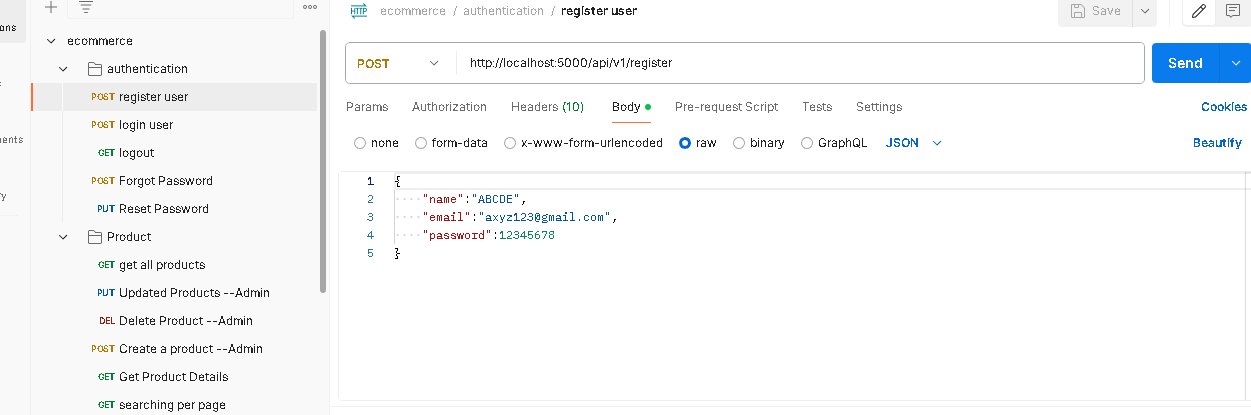 ons
ents
ry
ecommerce
authentication
POST register user
POST login user
GET logout
POST Forgot Password
PUT Reset Password
Product
GET get all products
PUT Updated Products --Admin
DEL Delete Product --Admin
POST Create a product --Admin
GET Get Product Details
GET searching per page
HTTP ecommerce / authentication / register user
Save
POST http://localhost:5000/api/v1/register
Send
Params Authorization Headers (10) Body Pre-request Script Tests Settings Cookies
none form-data x-www-form-urlencoded raw binary GraphQL JSON Beautify
1 {
2 "name":"ABCDE",
3 "email":"axyz123@gmail.com",
4 "password":12345678
5 }